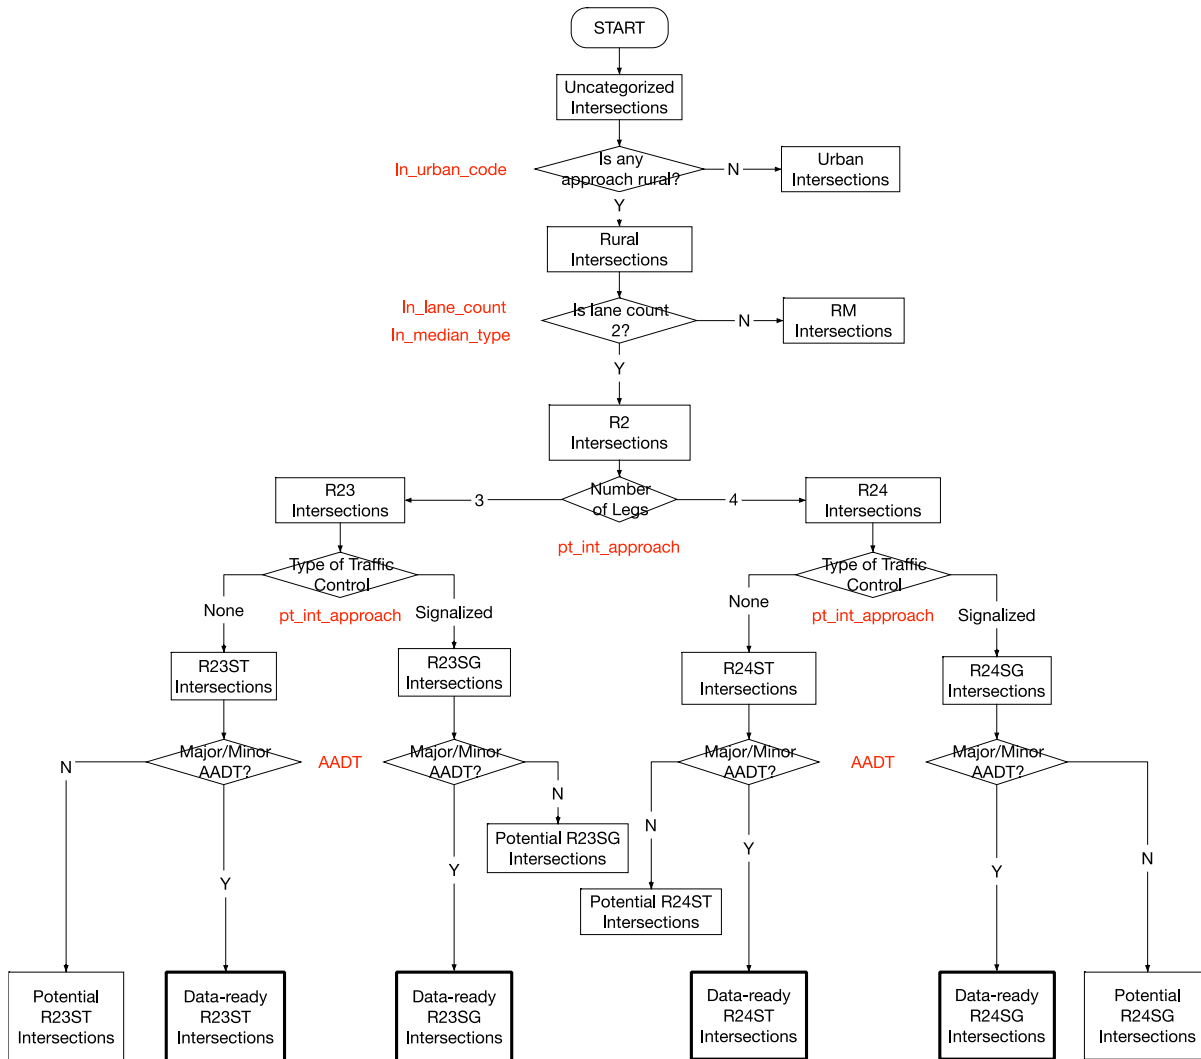 START
Uncategorized
Intersections
ln_urban_code
Is any
approach rural?
N
Urban
Intersections
Y
Rural
Intersections
ln_lane_count
ln_median_type
Is lane count
2?
N
RM
Intersections
Y
R2
Intersections
R23
Intersections
3
Number
of Legs
4
R24
Intersections
pt_int_approach
Type of Traffic
Control
Type of Traffic
Control
None
pt_int_approach
Signalized
None
pt_int_approach
Signalized
R23ST
Intersections
R23SG
Intersections
R24ST
Intersections
R24SG
Intersections
N
Major/Minor
AADT?
AADT
Major/Minor
AADT?
Major/Minor
AADT?
AADT
Major/Minor
AADT?
N
Potential R23SG
Intersections
N
Potential R24ST
Intersections
Y
Y
Y
Y
N
Potential
R23ST
Intersections
Data-ready
R23ST
Intersections
Data-ready
R23SG
Intersections
Data-ready
R24ST
Intersections
Data-ready
R24SG
Intersections
Potential
R24SG
Intersections